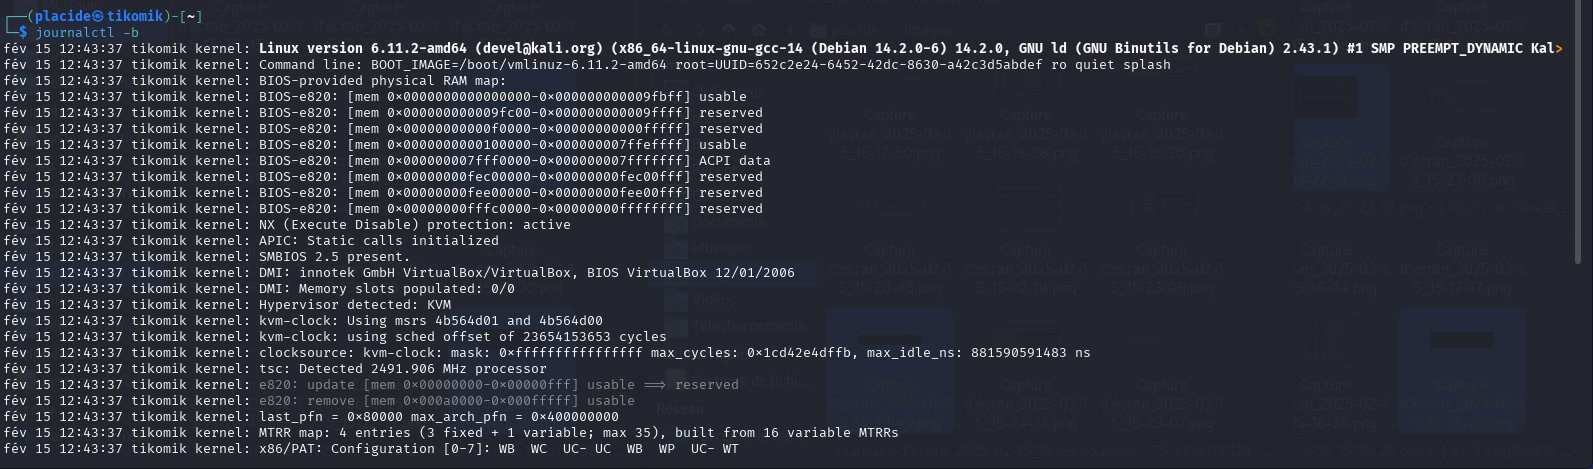 ┌──(placide㉿tikomik)-[~]
└─$ journalctl -b
fév 15 12:43:37 tikomik kernel: Linux version 6.11.2-amd64 (devel@kali.org) (x86_64-linux-gnu-gcc-14 (Debian 14.2.0-6) 14.2.0, GNU ld (GNU Binutils for Debian) 2.43.1) #1 SMP PREEMPT_DYNAMIC Kal>
fév 15 12:43:37 tikomik kernel: Command line: BOOT_IMAGE=/boot/vmlinuz-6.11.2-amd64 root=UUID=652c2e24-6452-42dc-8630-a42c3d5abdef ro quiet splash
fév 15 12:43:37 tikomik kernel: BIOS-provided physical RAM map:
fév 15 12:43:37 tikomik kernel: BIOS-e820: [mem 0x0000000000000000-0x000000000009fbff] usable
fév 15 12:43:37 tikomik kernel: BIOS-e820: [mem 0x000000000009fc00-0x000000000009ffff] reserved
fév 15 12:43:37 tikomik kernel: BIOS-e820: [mem 0x00000000000f0000-0x00000000000fffff] reserved
fév 15 12:43:37 tikomik kernel: BIOS-e820: [mem 0x0000000000100000-0x000000007ffeffff] usable
fév 15 12:43:37 tikomik kernel: BIOS-e820: [mem 0x000000007fff0000-0x000000007fffffff] ACPI data
fév 15 12:43:37 tikomik kernel: BIOS-e820: [mem 0x00000000fec00000-0x00000000fec00fff] reserved
fév 15 12:43:37 tikomik kernel: BIOS-e820: [mem 0x00000000fee00000-0x00000000fee00fff] reserved
fév 15 12:43:37 tikomik kernel: BIOS-e820: [mem 0x00000000fffc0000-0x00000000ffffffff] reserved
fév 15 12:43:37 tikomik kernel: NX (Execute Disable) protection: active
fév 15 12:43:37 tikomik kernel: APIC: Static calls initialized
fév 15 12:43:37 tikomik kernel: SMBIOS 2.5 present.
fév 15 12:43:37 tikomik kernel: DMI: innotek GmbH VirtualBox/VirtualBox, BIOS VirtualBox 12/01/2006
fév 15 12:43:37 tikomik kernel: DMI: Memory slots populated: 0/0
fév 15 12:43:37 tikomik kernel: Hypervisor detected: KVM
fév 15 12:43:37 tikomik kernel: kvm-clock: Using msrs 4b564d01 and 4b564d00
fév 15 12:43:37 tikomik kernel: kvm-clock: using sched offset of 23654153653 cycles
fév 15 12:43:37 tikomik kernel: clocksource: kvm-clock: mask: 0xffffffffffffffff max_cycles: 0x1cd42e4dffb, max_idle_ns: 881590591483 ns
fév 15 12:43:37 tikomik kernel: tsc: Detected 2491.906 MHz processor
fév 15 12:43:37 tikomik kernel: e820: update [mem 0x00000000-0x00000fff] usable ==> reserved
fév 15 12:43:37 tikomik kernel: e820: remove [mem 0x000a0000-0x000fffff] usable
fév 15 12:43:37 tikomik kernel: last_pfn = 0x80000 max_arch_pfn = 0x400000000
fév 15 12:43:37 tikomik kernel: MTRR map: 4 entries (3 fixed + 1 variable; max 35), built from 16 variable MTRRs
fév 15 12:43:37 tikomik kernel: x86/PAT: Configuration [0-7]: WB  WC  UC- UC  WB  WP  UC- WT